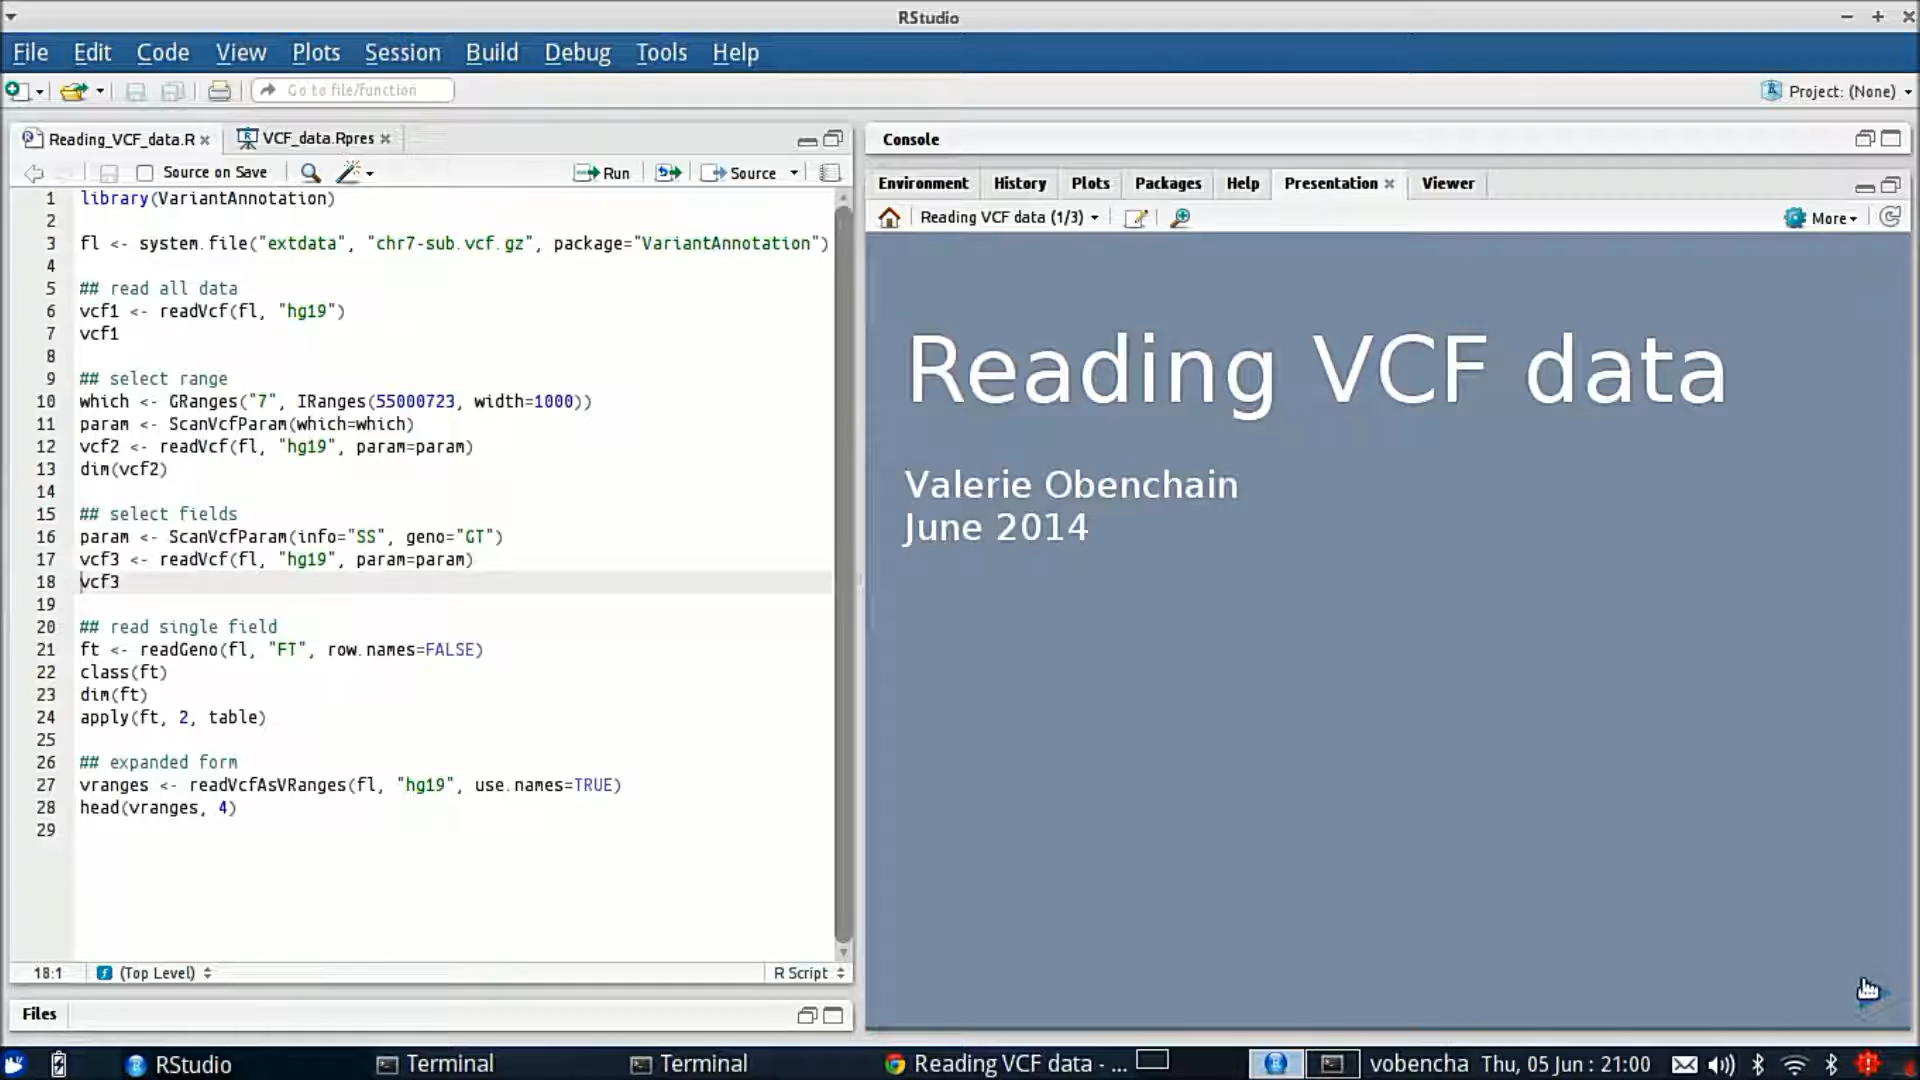 RStudio
File Edit Code View Plots Session Build Debug Tools Help
Go to file/function
Project: (None)
Reading_VCF_data.R
VCF_data.Rpres
Source on Save
Run
Source
1 library(VariantAnnotation)
2
3 fl <- system.file("extdata", "chr7-sub.vcf.gz", package="VariantAnnotation")
4
5 ## read all data
6 vcf1 <- readVcf(fl, "hg19")
7 vcf1
8
9 ## select range
10 which <- GRanges("7", IRanges(55000723, width=1000))
11 param <- ScanVcfParam(which=which)
12 vcf2 <- readVcf(fl, "hg19", param=param)
13 dim(vcf2)
14
15 ## select fields
16 param <- ScanVcfParam(info="SS", geno="GT")
17 vcf3 <- readVcf(fl, "hg19", param=param)
18 vcf3
19
20 ## read single field
21 ft <- readGeno(fl, "FT", row.names=FALSE)
22 class(ft)
23 dim(ft)
24 apply(ft, 2, table)
25
26 ## expanded form
27 vranges <- readVcfAsVRanges(fl, "hg19", use.names=TRUE)
28 head(vranges, 4)
29
18:1 (Top Level) R Script
Files
Console
Environment History Plots Packages Help Presentation Viewer
Reading VCF data (1/3)
More
Reading VCF data
Valerie Obenchain
June 2014
RStudio
Terminal
Terminal
Reading VCF data - ...
vobencha Thu, 05 Jun : 21:00